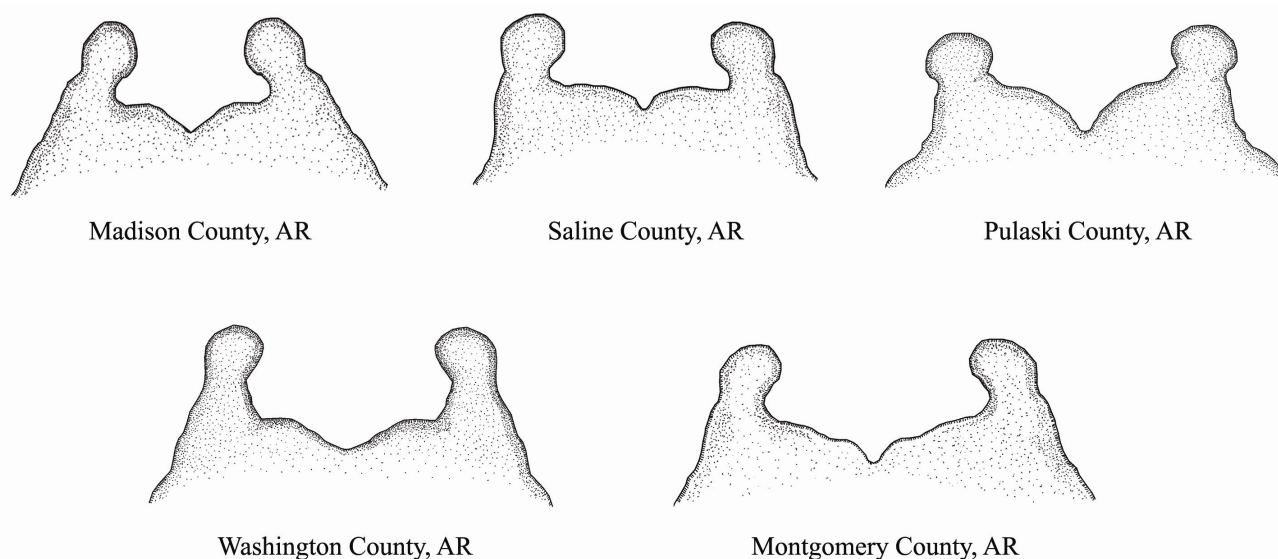 Madison County, AR
Saline County, AR
Pulaski County, AR
Washington County, AR
Montgomery County, AR